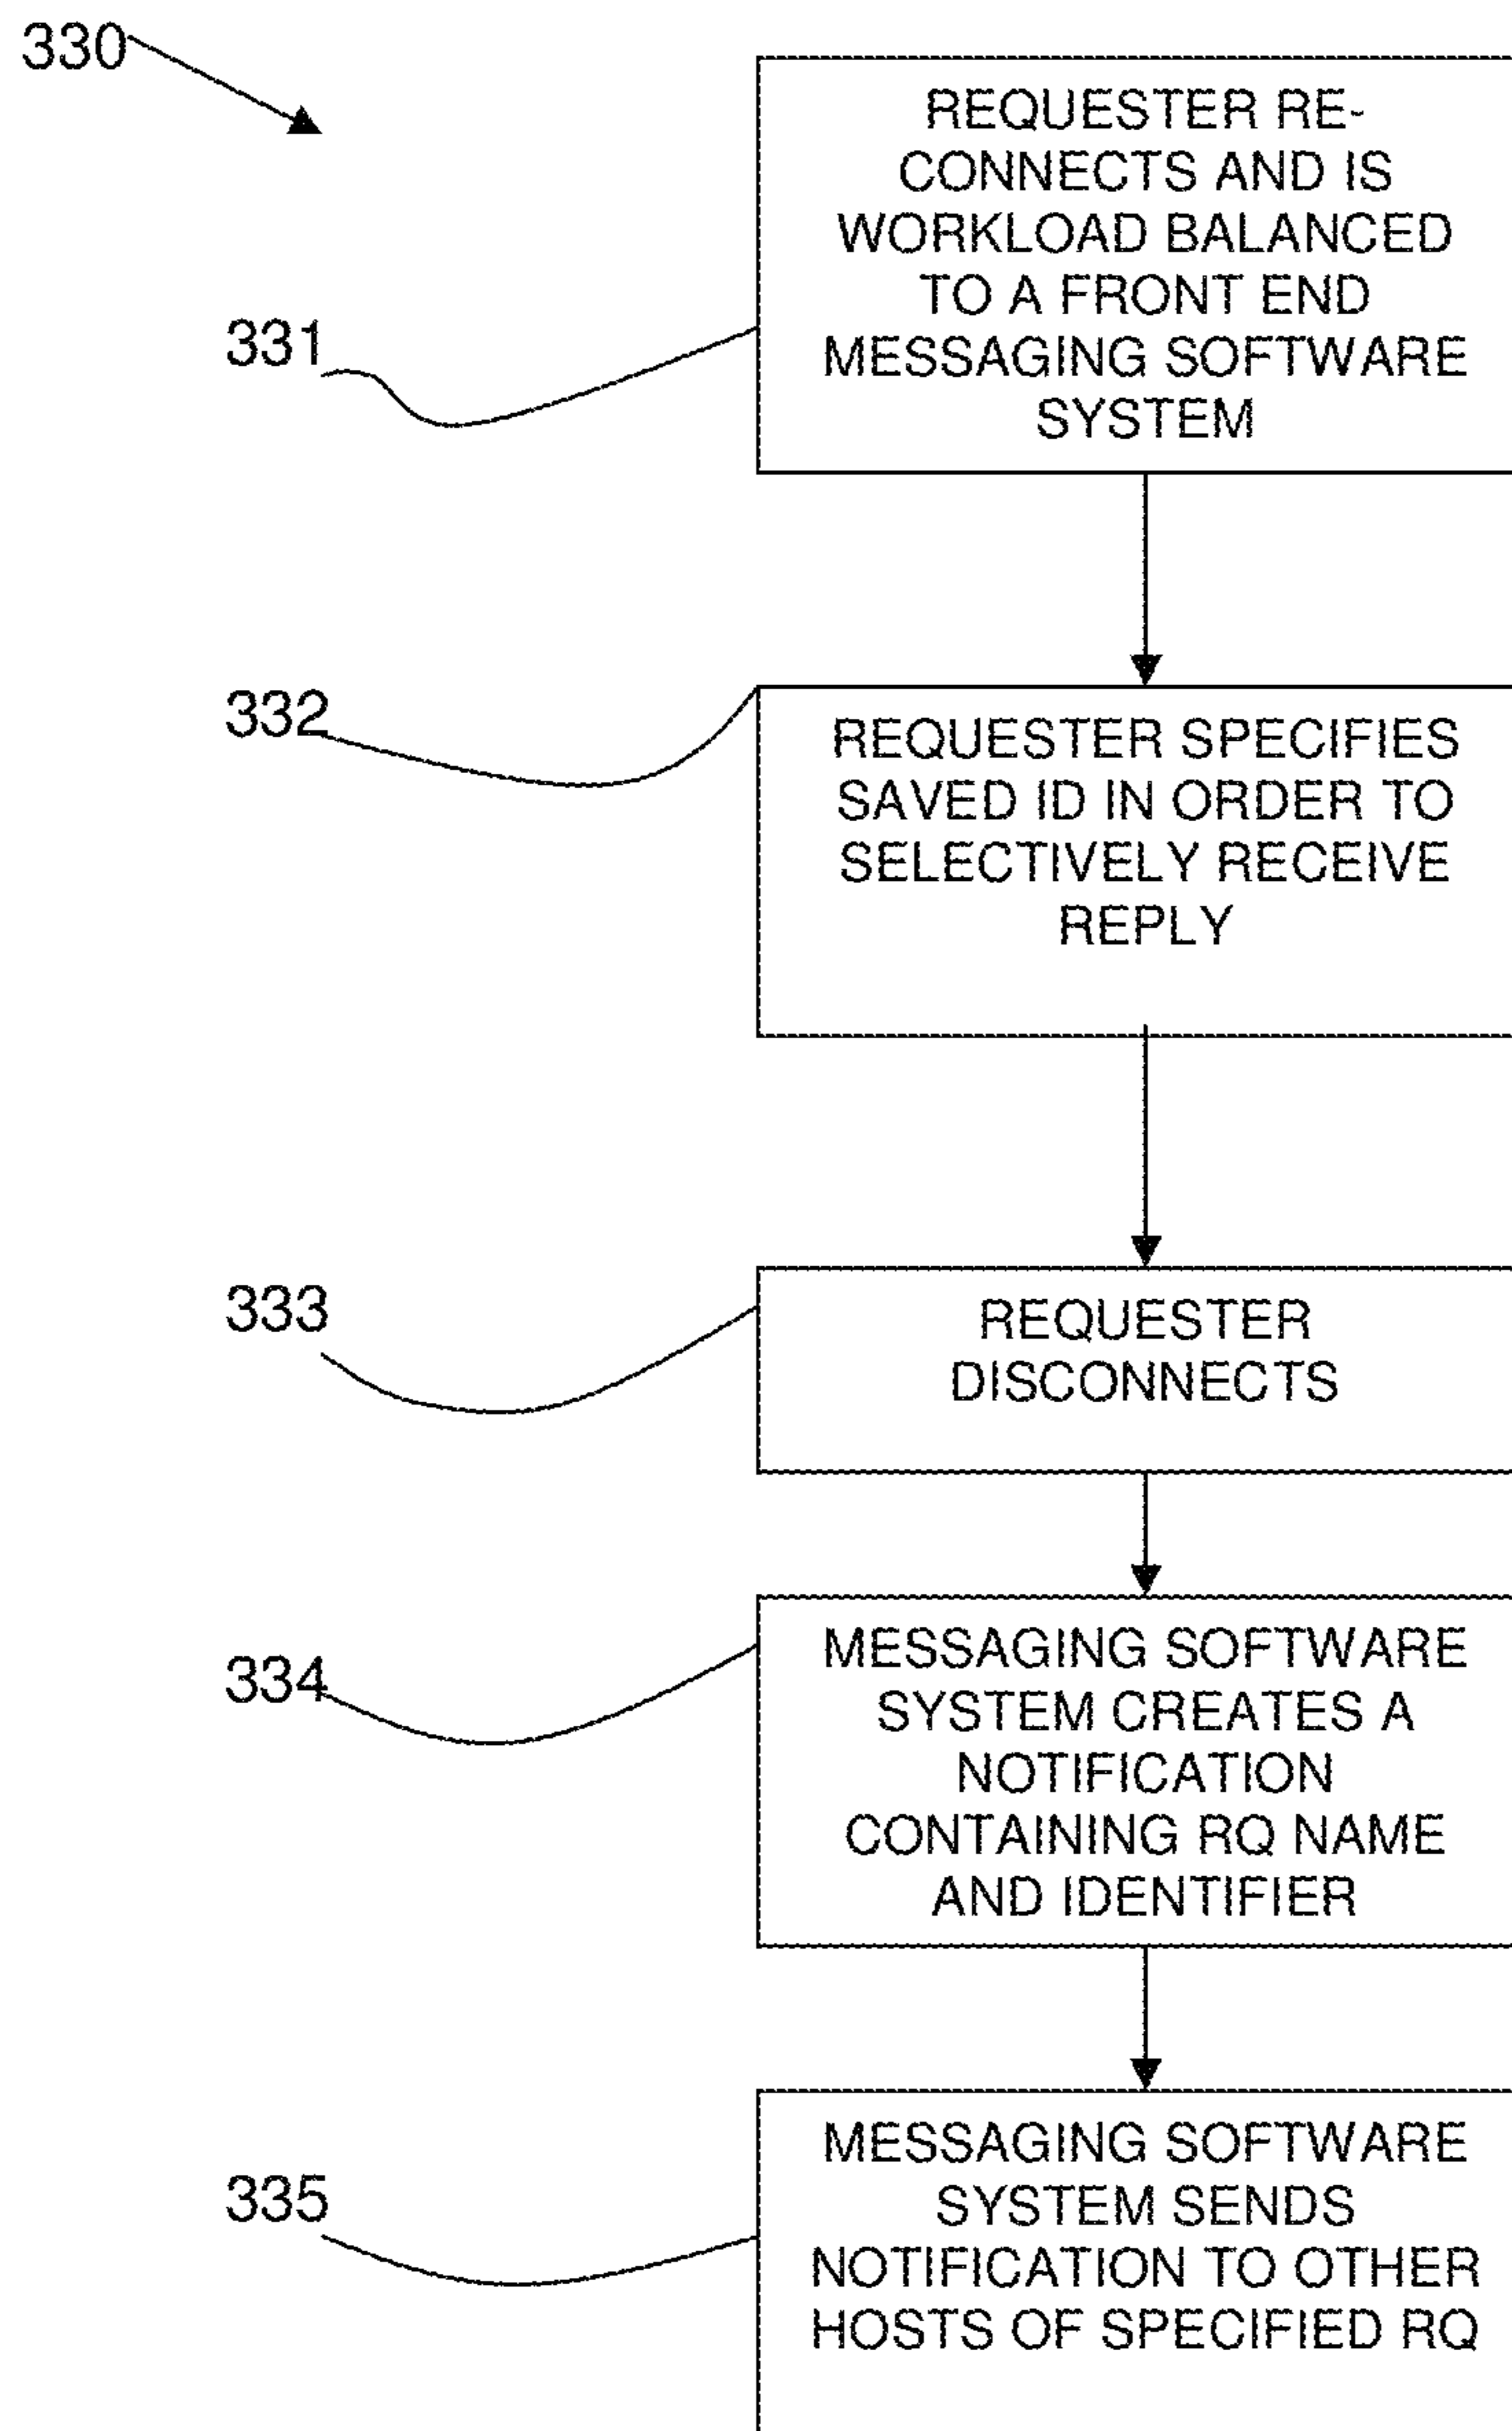 330
REQUESTER RE-
CONNECTS AND IS
WORKLOAD BALANCED
TO A FRONT END
MESSAGING SOFTWARE
SYSTEM
331
332
REQUESTER SPECIFIES
SAVED ID IN ORDER TO
SELECTIVELY RECEIVE
REPLY
333
REQUESTER
DISCONNECTS
334
MESSAGING SOFTWARE
SYSTEM CREATES A
NOTIFICATION
CONTAINING RQ NAME
AND IDENTIFIER
335
MESSAGING SOFTWARE
SYSTEM SENDS
NOTIFICATION TO OTHER
HOSTS OF SPECIFIED RQ